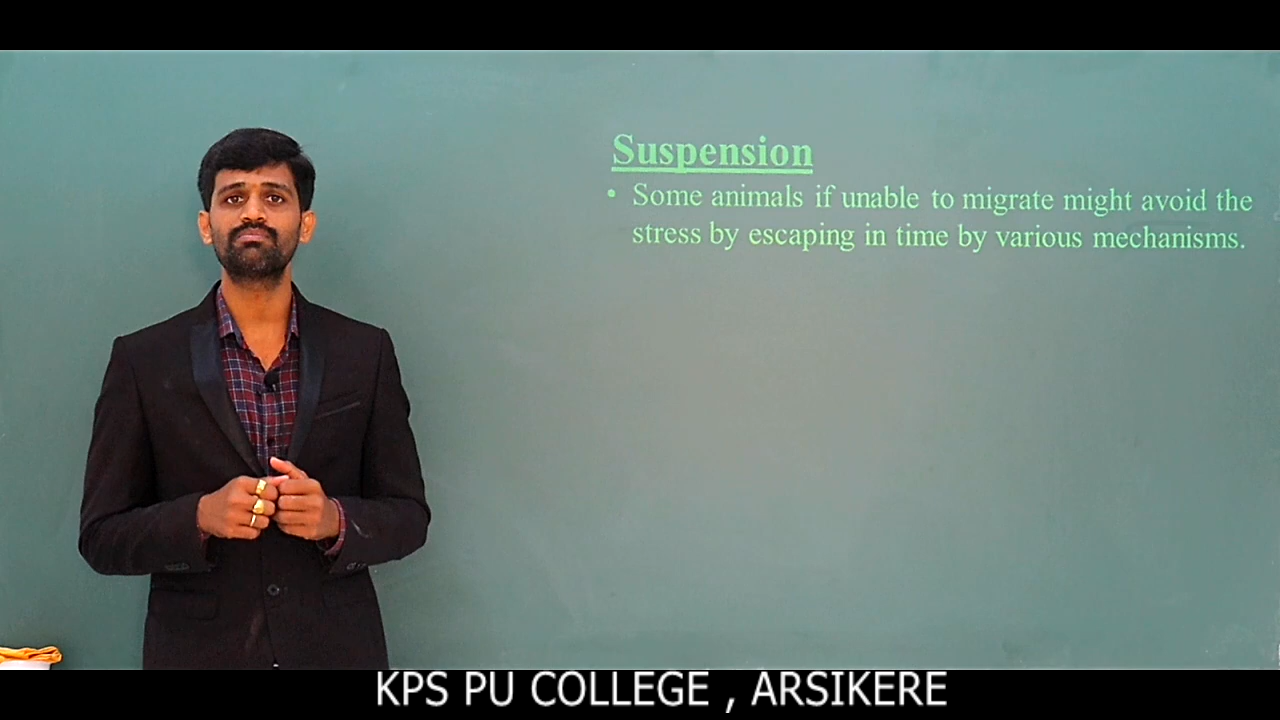 Suspension
• Some animals if unable to migrate might avoid the
stress by escaping in time by various mechanisms.
KPS PU COLLEGE , ARSIKERE